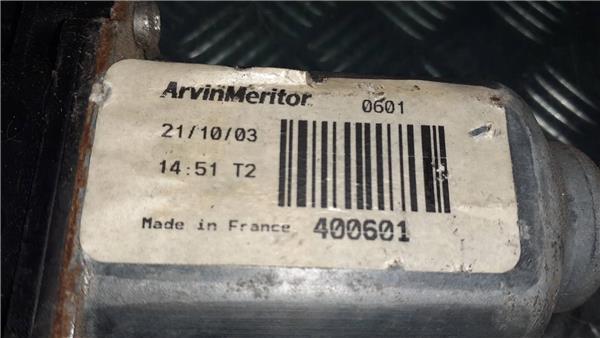 ArvinMeritor 0601
21/10/03
14:51 T2
Made in France 400601